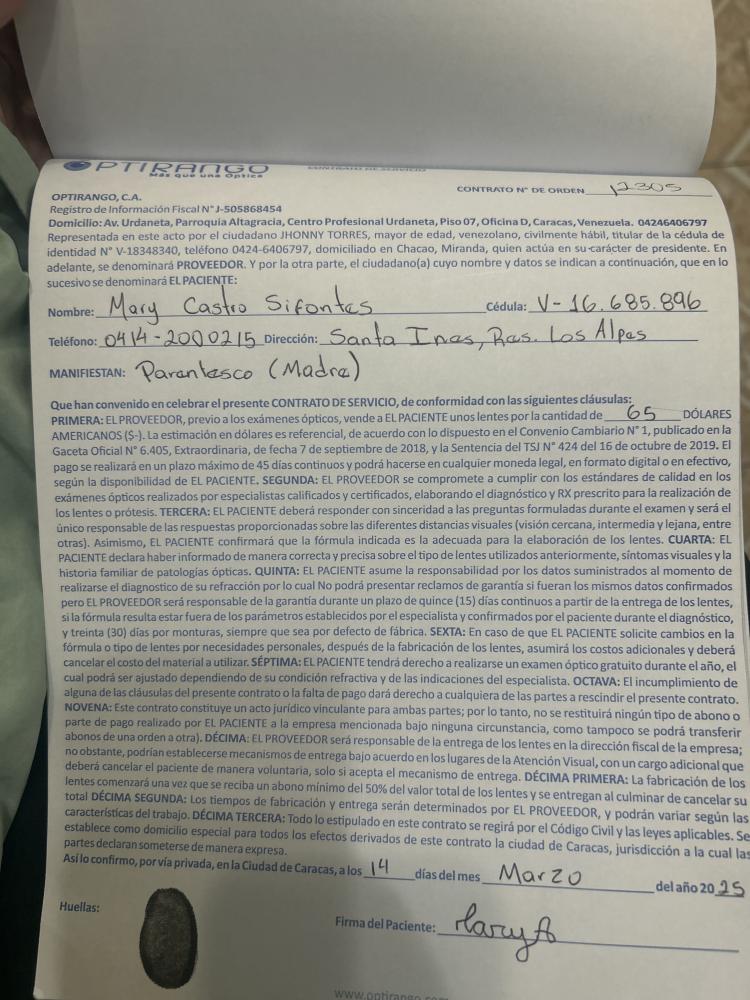 OPTIRANGO
Más que una Óptica
CONTRATO DE SERVICIO
CONTRATO N° DE ORDEN 12305
OPTIRANGO, C.A.
Registro de Información Fiscal N° J-505868454
Domicilio: Av. Urdaneta, Parroquia Altagracia, Centro Profesional Urdaneta, Piso 07, Oficina D, Caracas, Venezuela. 04246406797
Representada en este acto por el ciudadano JHONNY TORRES, mayor de edad, venezolano, civilmente hábil, titular de la cédula de
identidad N° V-18348340, teléfono 0424-6406797, domiciliado en Chacao, Miranda, quien actúa en su carácter de presidente. En
adelante, se denominará PROVEEDOR. Y por la otra parte, el ciudadano(a) cuyo nombre y datos se indican a continuación, que en lo
sucesivo se denominará EL PACIENTE:
Nombre: Mary Castro Sifontes Cédula: V-16.685.896
Teléfono: 0414-2000215 Dirección: Santa Ines, Res. Los Alpes
MANIFIESTAN: Parentesco (Madre)
Que han convenido en celebrar el presente CONTRATO DE SERVICIO, de conformidad con las siguientes cláusulas:
PRIMERA: EL PROVEEDOR, previo a los exámenes ópticos, vende a EL PACIENTE unos lentes por la cantidad de 65 DÓLARES
AMERICANOS ($-). La estimación en dólares es referencial, de acuerdo con lo dispuesto en el Convenio Cambiario N° 1, publicado en la
Gaceta Oficial N° 6.405, Extraordinaria, de fecha 7 de septiembre de 2018, y la Sentencia del TSJ N° 424 del 16 de octubre de 2019. El
pago se realizará en un plazo máximo de 45 días continuos y podrá hacerse en cualquier moneda legal, en formato digital o en efectivo,
según la disponibilidad de EL PACIENTE. SEGUNDA: EL PROVEEDOR se compromete a cumplir con los estándares de calidad en los
exámenes ópticos realizados por especialistas calificados y certificados, elaborando el diagnóstico y RX prescrito para la realización de
los lentes o prótesis. TERCERA: EL PACIENTE deberá responder con sinceridad a las preguntas formuladas durante el examen y será el
único responsable de las respuestas proporcionadas sobre las diferentes distancias visuales (visión cercana, intermedia y lejana, entre
otras). Asimismo, EL PACIENTE confirmará que la fórmula indicada es la adecuada para la elaboración de los lentes. CUARTA: EL
PACIENTE declara haber informado de manera correcta y precisa sobre el tipo de lentes utilizados anteriormente, síntomas visuales y la
historia familiar de patologías ópticas. QUINTA: EL PACIENTE asume la responsabilidad por los datos suministrados al momento de
realizarse el diagnostico de su refracción por lo cual No podrá presentar reclamos de garantía si fueran los mismos datos confirmados
pero EL PROVEEDOR será responsable de la garantía durante un plazo de quince (15) días continuos a partir de la entrega de los lentes,
si la fórmula resulta estar fuera de los parámetros establecidos por el especialista y confirmados por el paciente durante el diagnóstico,
y treinta (30) días por monturas, siempre que sea por defecto de fábrica. SEXTA: En caso de que EL PACIENTE solicite cambios en la
fórmula o tipo de lentes por necesidades personales, después de la fabricación de los lentes, asumirá los costos adicionales y deberá
cancelar el costo del material a utilizar. SÉPTIMA: EL PACIENTE tendrá derecho a realizarse un examen óptico gratuito durante el año, el
cual podrá ser ajustado dependiendo de su condición refractiva y de las indicaciones del especialista. OCTAVA: El incumplimiento de
alguna de las cláusulas del presente contrato o la falta de pago dará derecho a cualquiera de las partes a rescindir el presente contrato.
NOVENA: Este contrato constituye un acto jurídico vinculante para ambas partes; por lo tanto, no se restituirá ningún tipo de abono o
parte de pago realizado por EL PACIENTE a la empresa mencionada bajo ninguna circunstancia, como tampoco se podrá transferir
abonos de una orden a otra). DÉCIMA: EL PROVEEDOR será responsable de la entrega de los lentes en la dirección fiscal de la empresa;
no obstante, podrían establecerse mecanismos de entrega bajo acuerdo en los lugares de la Atención Visual, con un cargo adicional que
deberá cancelar el paciente de manera voluntaria, solo si acepta el mecanismo de entrega. DÉCIMA PRIMERA: La fabricación de los
lentes comenzará una vez que se reciba un abono mínimo del 50% del valor total de los lentes y se entregan al culminar de cancelar su
total DÉCIMA SEGUNDA: Los tiempos de fabricación y entrega serán determinados por EL PROVEEDOR, y podrán variar según las
características del trabajo. DÉCIMA TERCERA: Todo lo estipulado en este contrato se regirá por el Código Civil y las leyes aplicables. Se
establece como domicilio especial para todos los efectos derivados de este contrato la ciudad de Caracas, jurisdicción a la cual las
partes declaran someterse de manera expresa.
Así lo confirmo, por vía privada, en la Ciudad de Caracas, a los 14 días del mes Marzo del año 2025
Huellas:
Firma del Paciente: Mary A
www.optirango.com